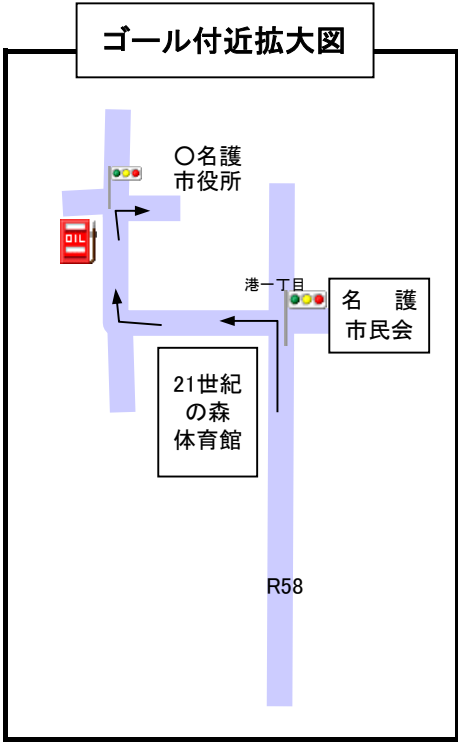 ゴール付近拡大図
〇名護
市役所
OIL
港一丁目
名 護
市民会
21世紀
の森
体育館
R58